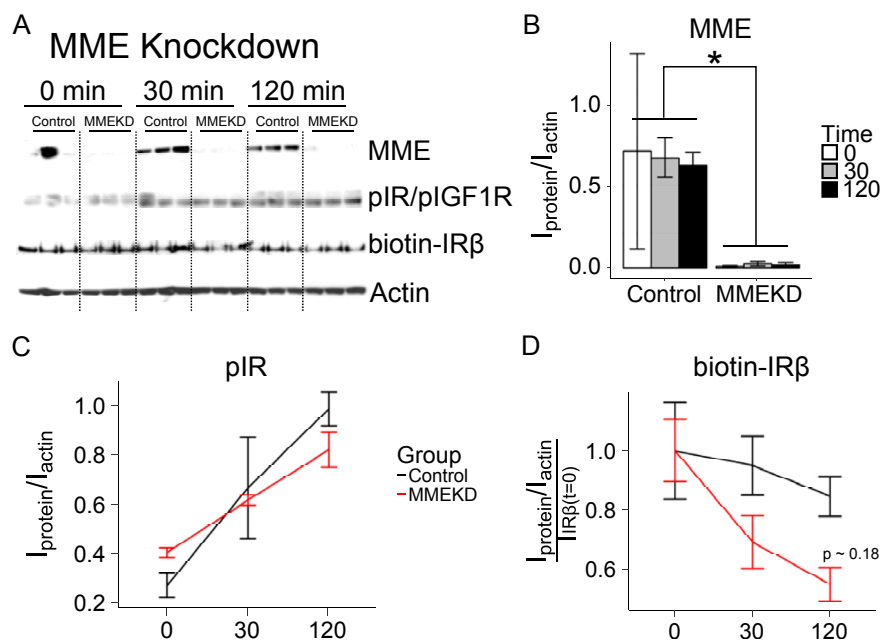 A
MME Knockdown
0 min 30 min 120 min
Control MMEKD Control MMEKD Control MMEKD
MME
pIR/pIGF1R
biotin-IRβ
Actin
B
MME
*
Iprotein/Iactin
1.0
0.5
0.0
Control MMEKD
Time
0
30
120
C
pIR
Iprotein/Iactin
1.0
0.8
0.6
0.4
0.2
0 30 120
Group
Control
MMEKD
D
biotin-IRβ
Iprotein/Iactin
IIRβ(t=0)
1.0
0.8
0.6
p ~ 0.18
0 30 120